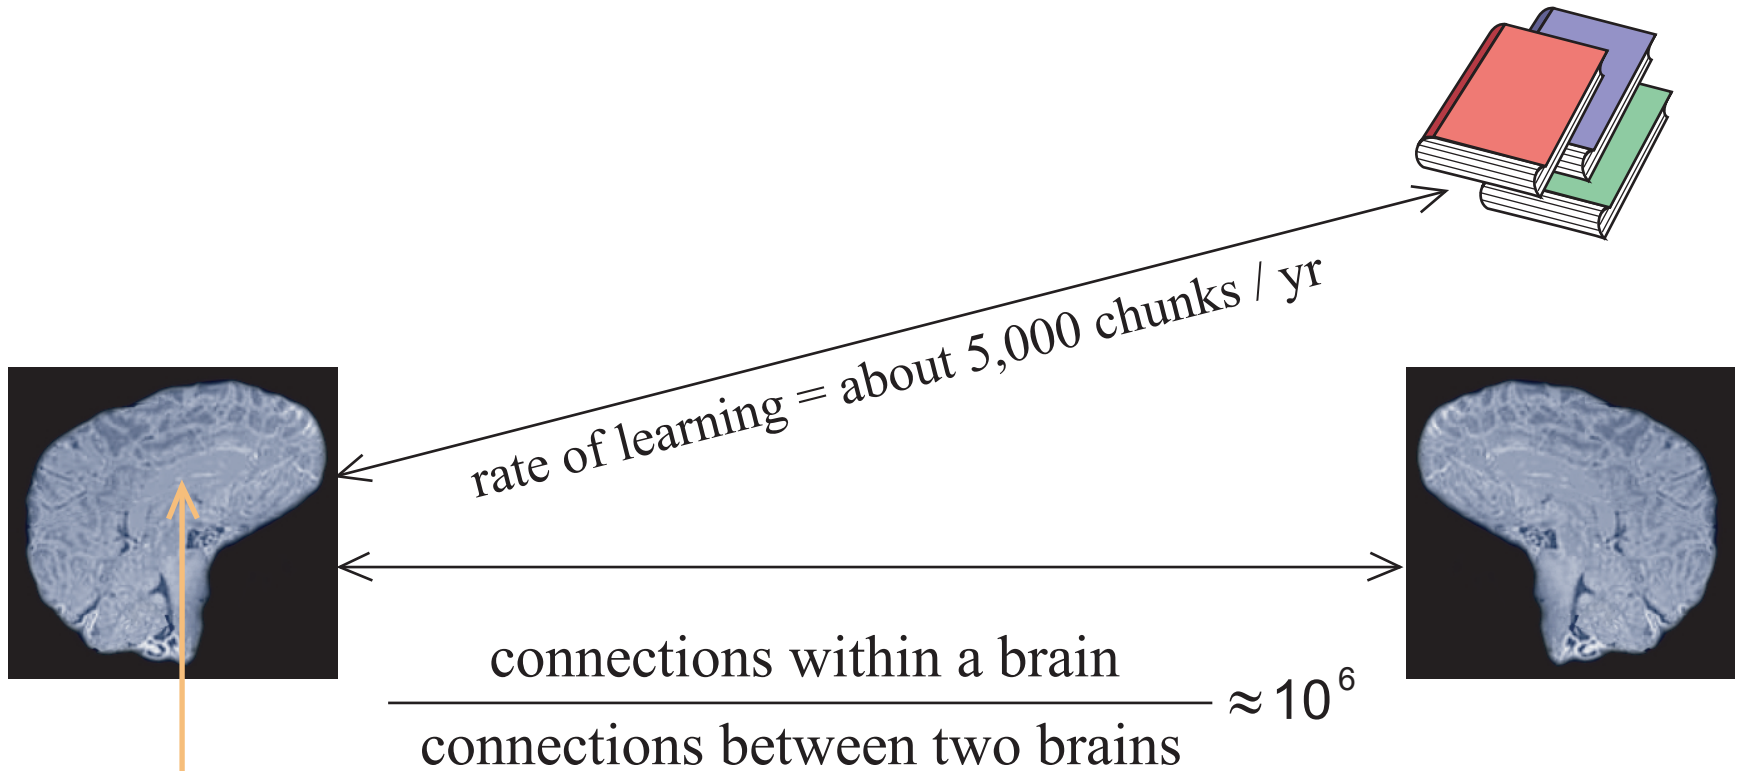 rate of learning = about 5,000 chunks / yr
connections within a brain
connections between two brains
≈ 10⁶